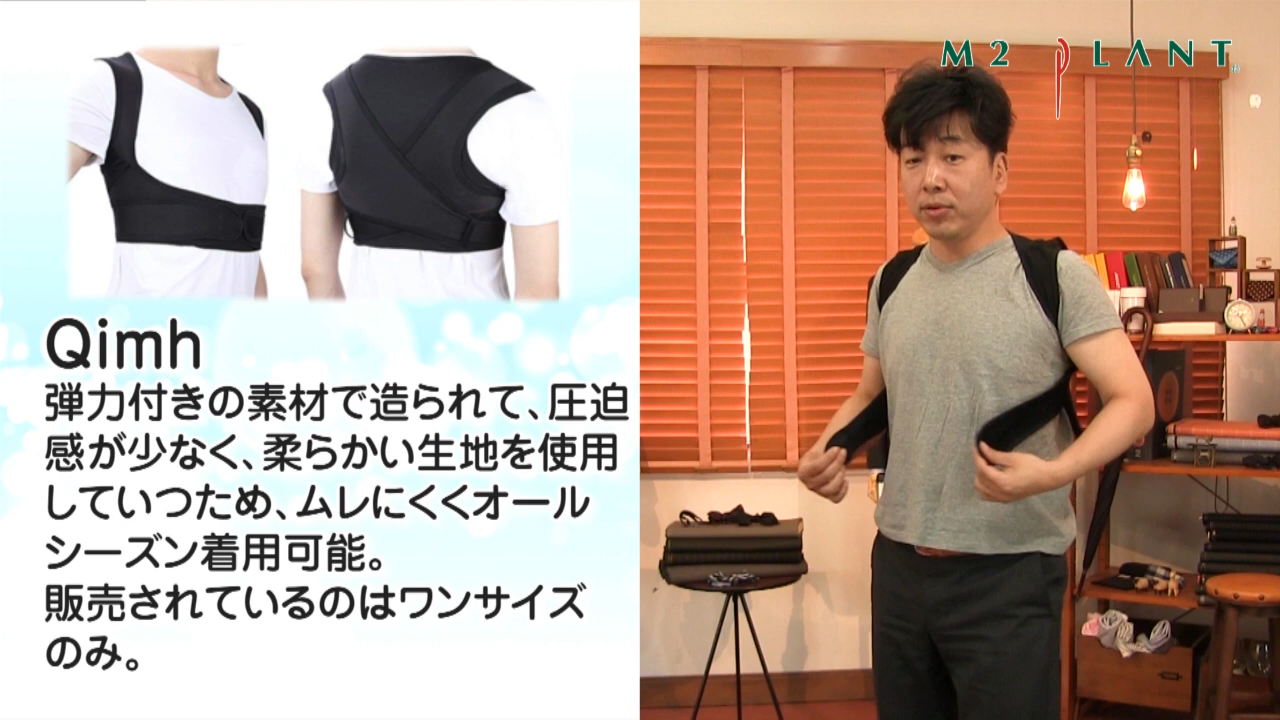 M2 PLANT
Qimh
弾力付きの素材で造られて、圧迫
感が少なく、柔らかい生地を使用
していつため、ムレにくくオール
シーズン着用可能。
販売されているのはワンサイズ
のみ。